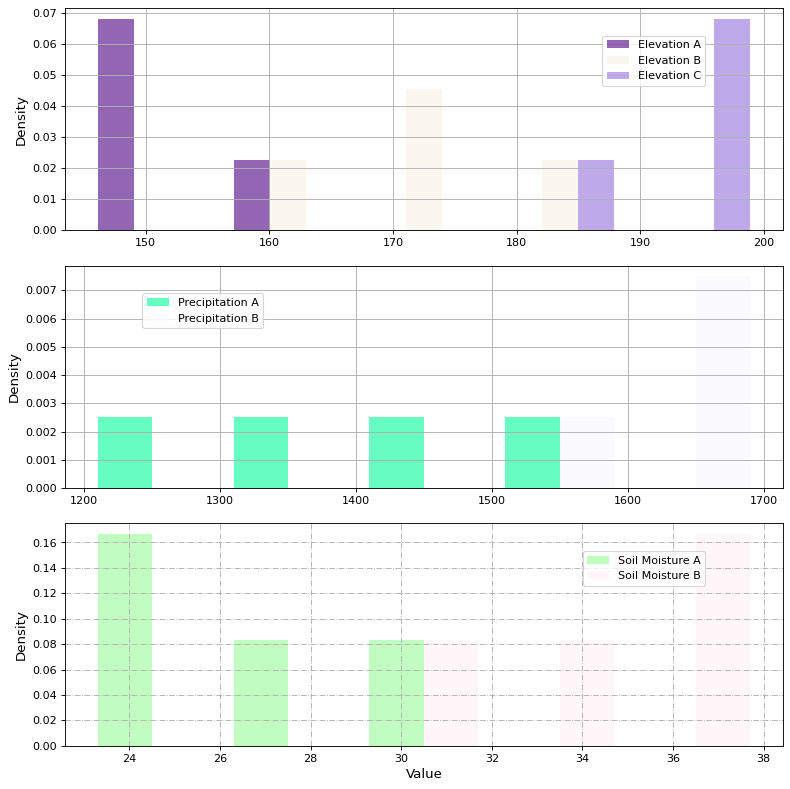 0.07
0.06
0.05
0.04
0.03
0.02
0.01
0.00
Density
Elevation A
Elevation B
Elevation C
150 160 170 180 190 200
0.007
0.006
0.005
0.004
0.003
0.002
0.001
0.000
Density
Precipitation A
Precipitation B
1200 1300 1400 1500 1600 1700
0.16
0.14
0.12
0.10
0.08
0.06
0.04
0.02
0.00
Density
Soil Moisture A
Soil Moisture B
24 26 28 30 32 34 36 38
Value